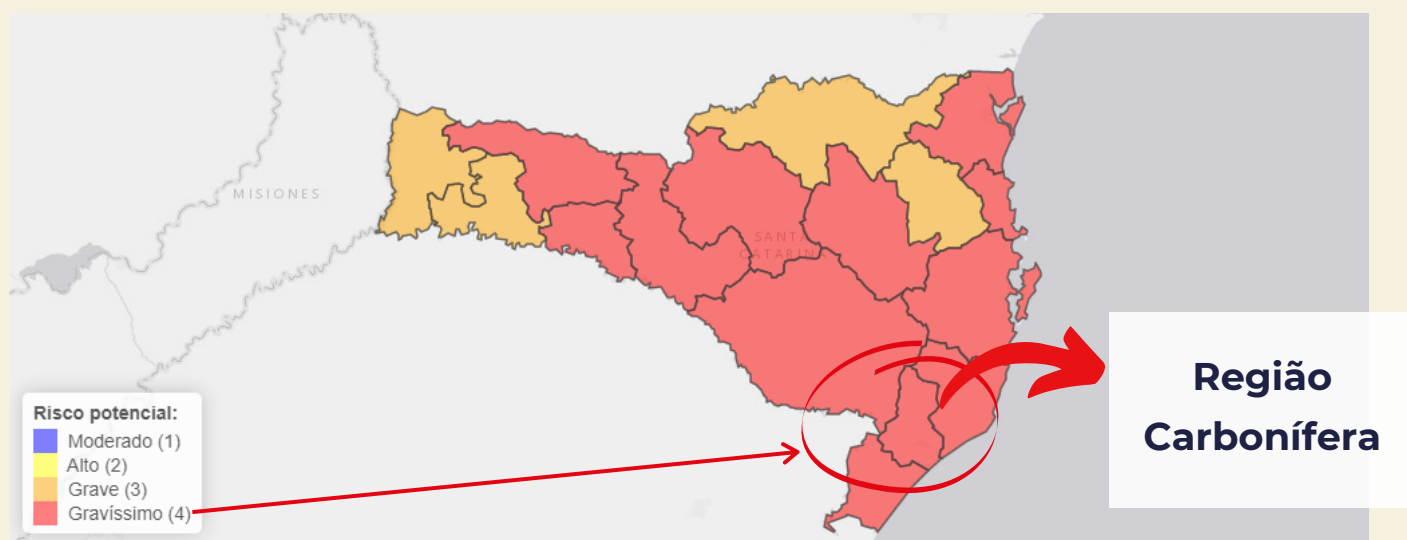 MISIONES
SANTA
CATARINA
Região
Carbonífera
Risco potencial:
Moderado (1)
Alto (2)
Grave (3)
Gravíssimo (4)